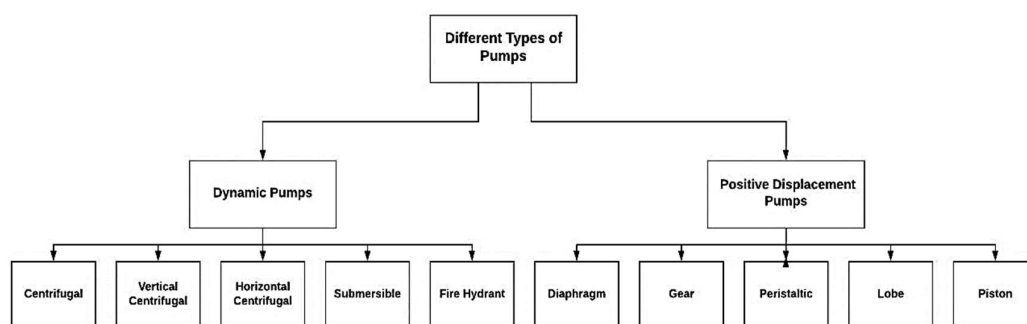 Different Types of
Pumps
Dynamic Pumps
Positive Displacement
Pumps
Centrifugal
Vertical
Centrifugal
Horizontal
Centrifugal
Submersible
Fire Hydrant
Diaphragm
Gear
Peristaltic
Lobe
Piston